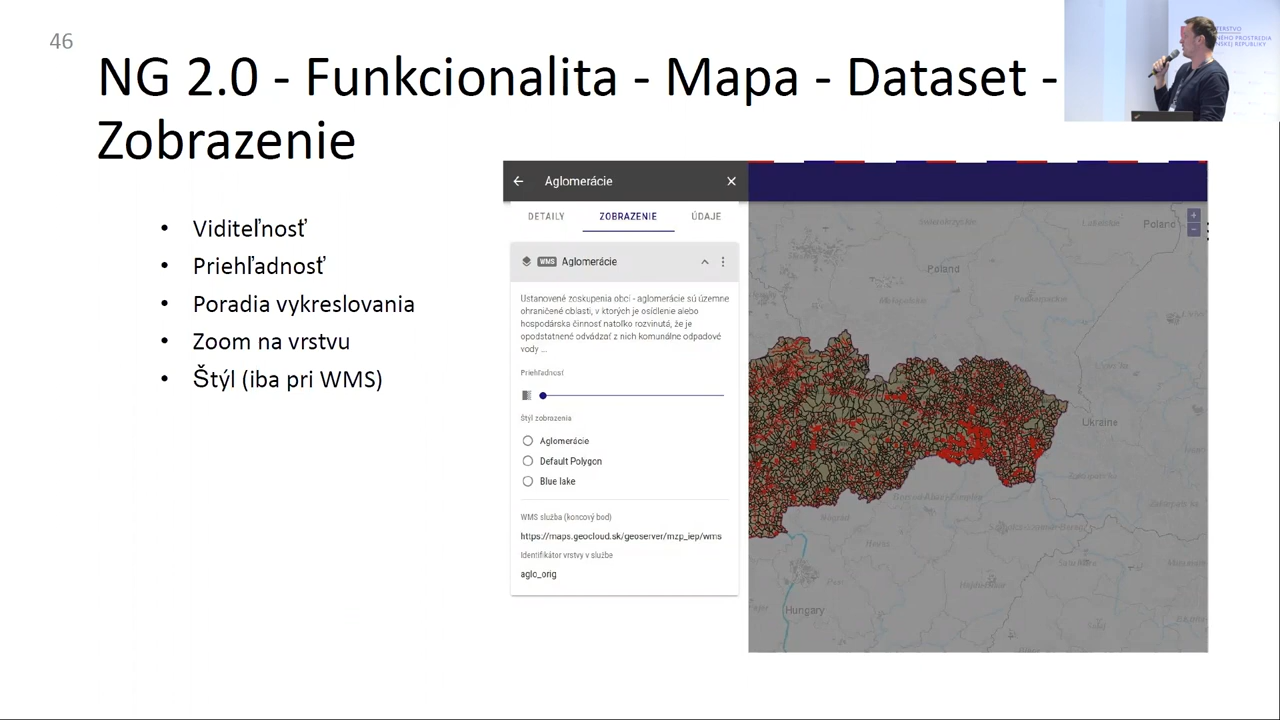 46
NG 2.0 - Funkcionalita - Mapa - Dataset -
Zobrazenie
• Viditeľnosť
• Priehľadnosť
• Poradia vykreslovania
• Zoom na vrstvu
• Štýl (iba pri WMS)
Aglomerácie
DETAILY ZOBRAZENIE ÚDAJE
WMS Aglomerácie
Ustanovené zoskupenia obcí - aglomerácie sú územne
ohraničené oblasti, v ktorých je osídlenie alebo
hospodárska činnosť natoľko rozvinutá, že je
opodstatnené odvádzať z nich komunálne odpadové
vody ...
Priehľadnosť
Štýl zobrazenia
Aglomerácie
Default Polygon
Blue lake
WMS služba (koncový bod)
https://maps.geocloud.sk/geoserver/mzp_iep/wms
Identifikátor vrstvy v službe
aglo_orig
Poland
Poland
Ukraine
Hungary